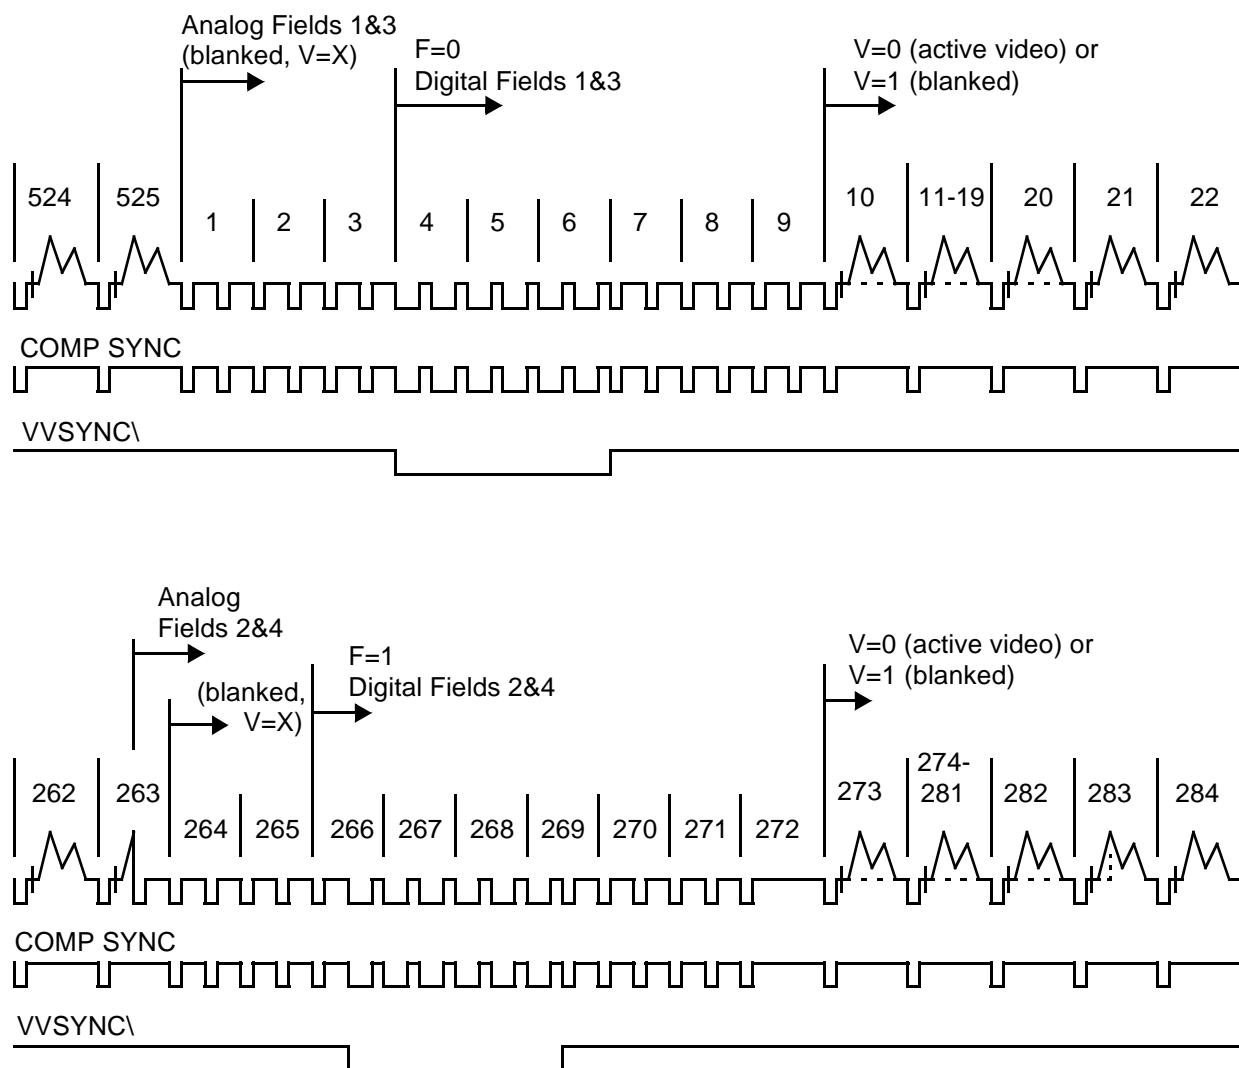 Analog Fields 1&3
(blanked, V=X)
F=0
Digital Fields 1&3
V=0 (active video) or
V=1 (blanked)
524 525 1 2 3 4 5 6 7 8 9 10 11-19 20 21 22
COMP SYNC
VVSYNC\
Analog
Fields 2&4
(blanked,
V=X)
F=1
Digital Fields 2&4
V=0 (active video) or
V=1 (blanked)
262 263 264 265 266 267 268 269 270 271 272 273 274-
281 282 283 284
COMP SYNC
VVSYNC\